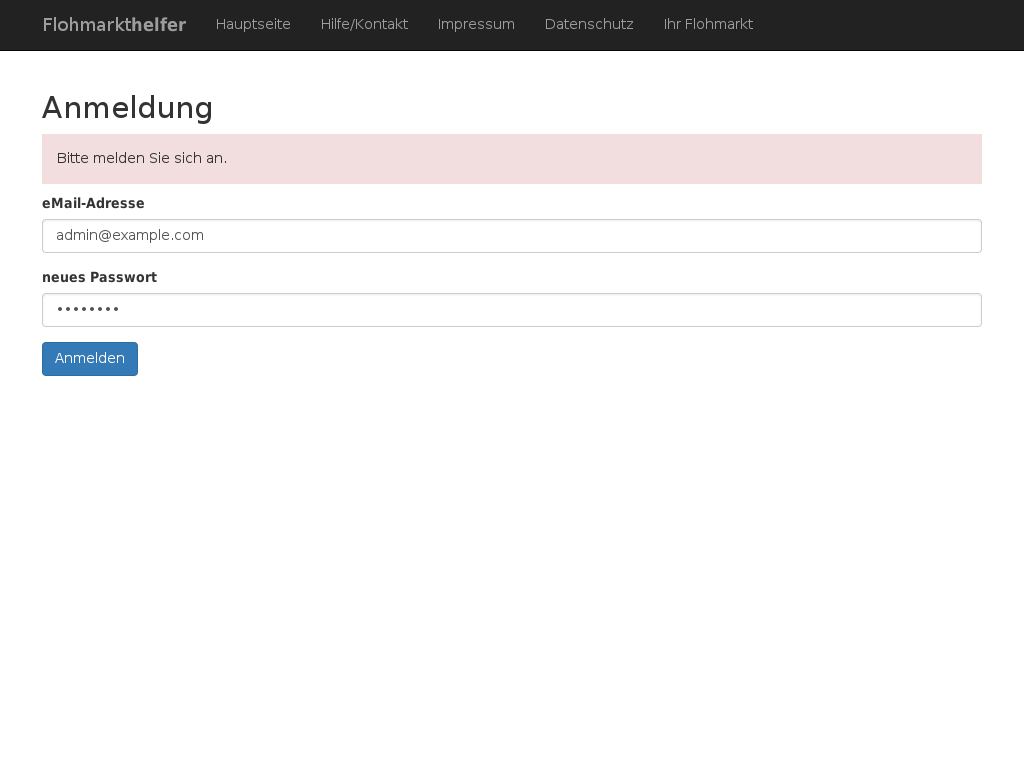 Flohmarkthelfer Hauptseite Hilfe/Kontakt Impressum Datenschutz Ihr Flohmarkt
Anmeldung
Bitte melden Sie sich an.
eMail-Adresse
admin@example.com
neues Passwort
••••••••
Anmelden